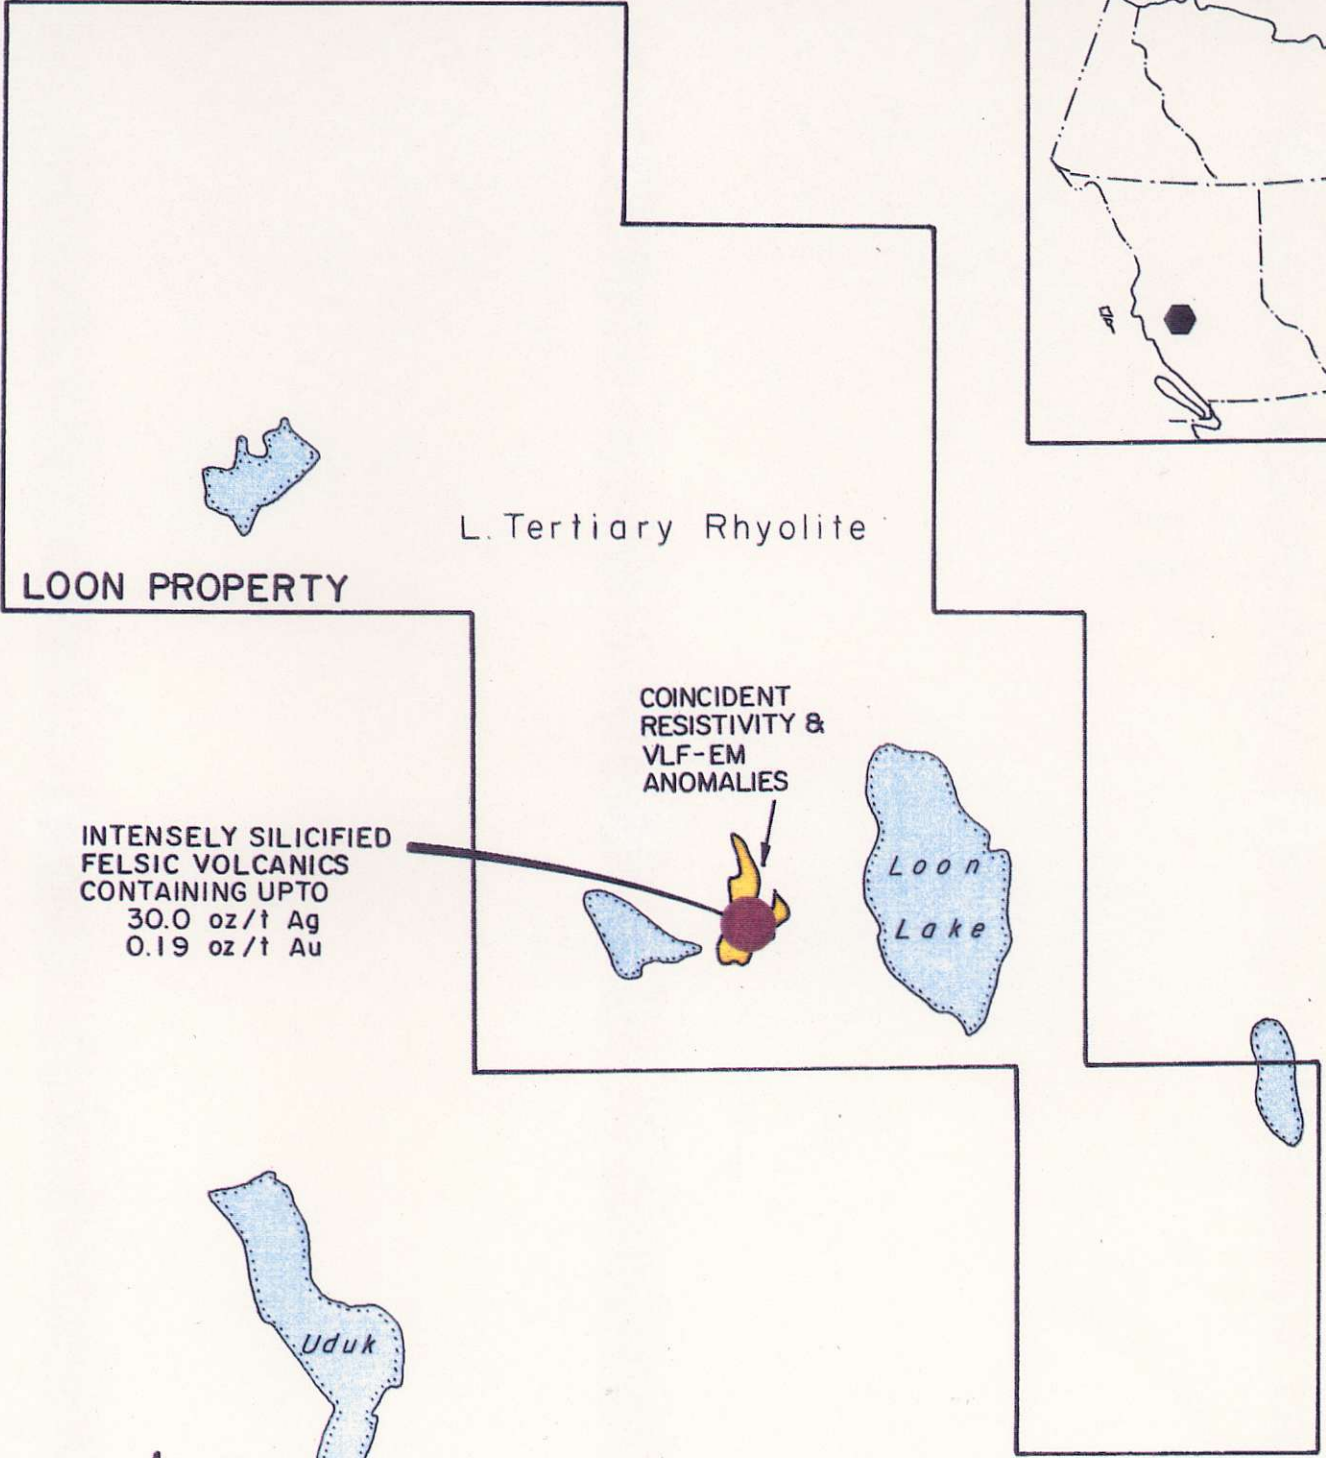 L. Tertiary Rhyolite
LOON PROPERTY
COINCIDENT
RESISTIVITY &
VLF-EM
ANOMALIES
INTENSELY SILICIFIED
FELSIC VOLCANICS
CONTAINING UPTO
30.0 oz/t Ag
0.19 oz/t Au
Loon
Lake
Uduk